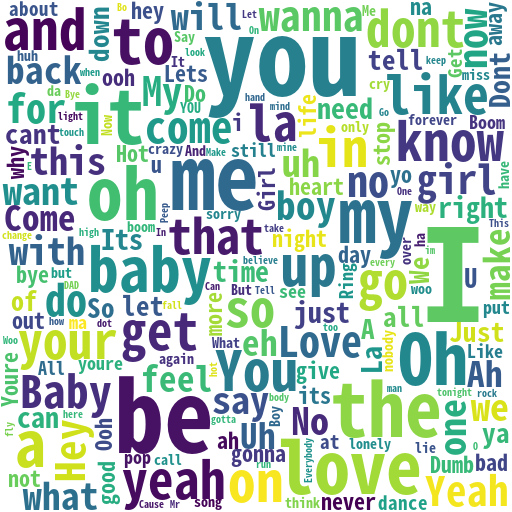 about Bo hey will Let wanna Me na
and to down huh Say look you On dont Get now away
back ooh Lets It when keep tell miss Dont
for it da Bye My Do YOU la hand mind need cry like
cant light touch Now come i life only stop Go forever Boom
why this Hot crazy And Make still mine in know E
u me uh heart no yo One girl have
want oh Girl boy my way right
Come Peep sorry that In take night day over ha This
with Its boom
change high believe up Ring We im U make
bye but DAD baby time But Tell see every go woo put
of do So let more Can fall so just A all I
out how ma dot get What La nobody Just
Woo your again You eh Love Oh Like
Youre All youre feel its give too man Ah
fly Baby here hot body say No the tonight rock
can Ooh be gotta Boy one we
a Hey ah Uh at lonely lie O ya
not pop call gonna run Everybody love Dumb bad
what good yeah on think never dance Yeah
Cause Mr song